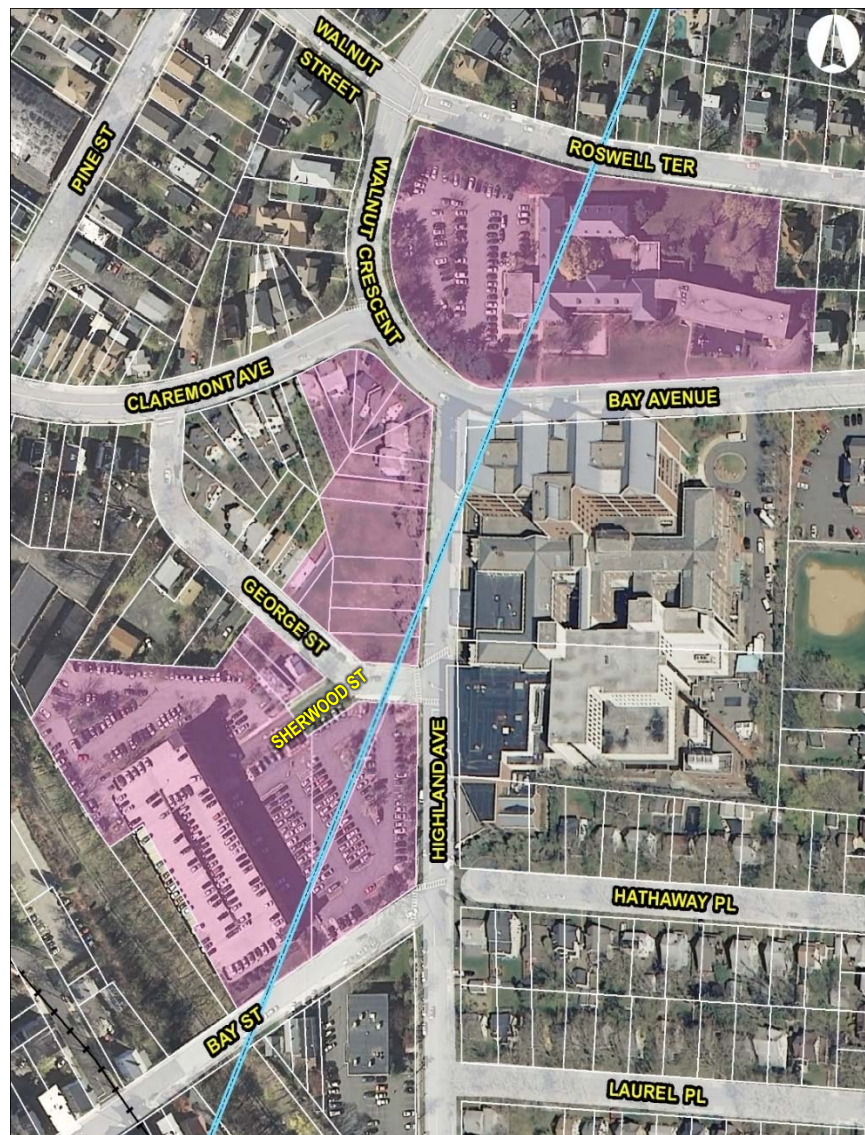 WALNUT
STREET
PINE ST
ROSWELL TER
WALNUT CRESCENT
CLAREMONT AVE
BAY AVENUE
GEORGE ST
SHERWOOD ST
HIGHLAND AVE
HATHAWAY PL
BAY ST
LAUREL PL